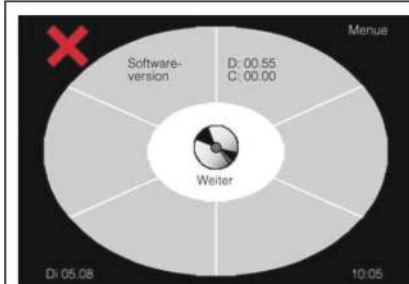 Menue
Software-
version
D: 00.55
C: 00.00
Weiter
Di 05.08
10:05